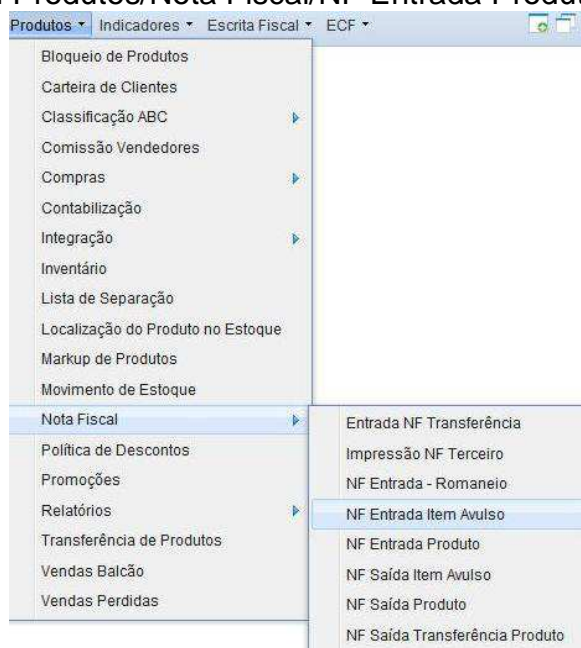 Produtos/Nota Fiscal/NF Entrada Produto
Produtos Indicadores Escrita Fiscal ECF
Bloqueio de Produtos
Carteira de Clientes
Classificação ABC
Comissão Vendedores
Compras
Contabilização
Integração
Inventário
Lista de Separação
Localização do Produto no Estoque
Markup de Produtos
Movimento de Estoque
Nota Fiscal
Política de Descontos
Promoções
Relatórios
Transferência de Produtos
Vendas Balcão
Vendas Perdidas
Entrada NF Transferência
Impressão NF Terceiro
NF Entrada - Romaneio
NF Entrada Item Avulso
NF Entrada Produto
NF Saída Item Avulso
NF Saída Produto
NF Saída Transferência Produto